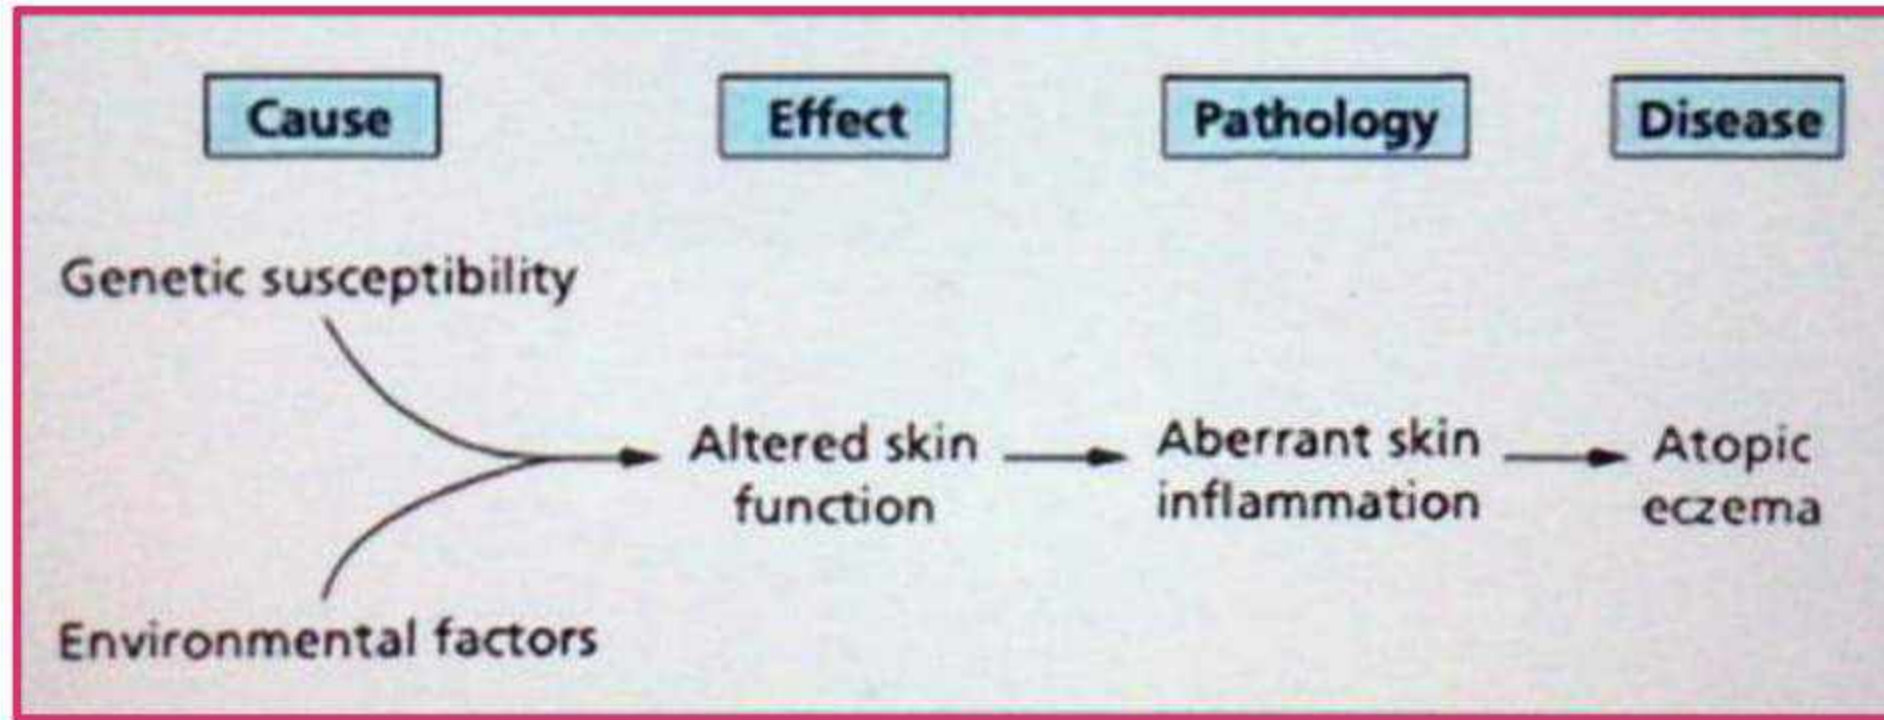 Cause Effect Pathology Disease
Genetic susceptibility
Altered skin function
Aberrant skin inflammation
Atopic eczema
Environmental factors